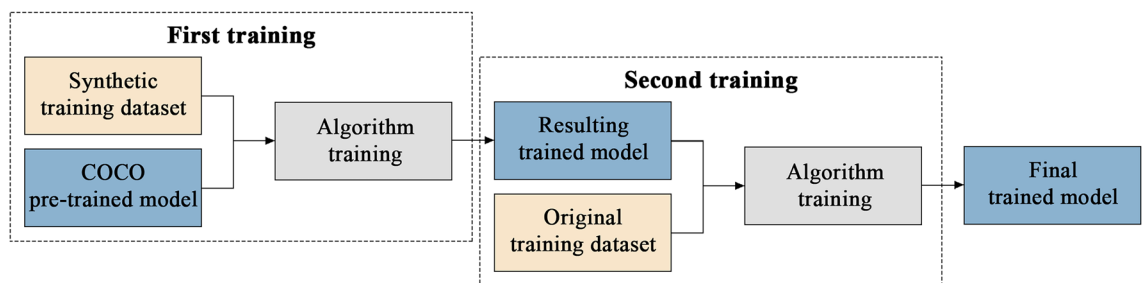 First training
Synthetic
training dataset
COCO
pre-trained model
Algorithm
training
Second training
Resulting
trained model
Original
training dataset
Algorithm
training
Final
trained model